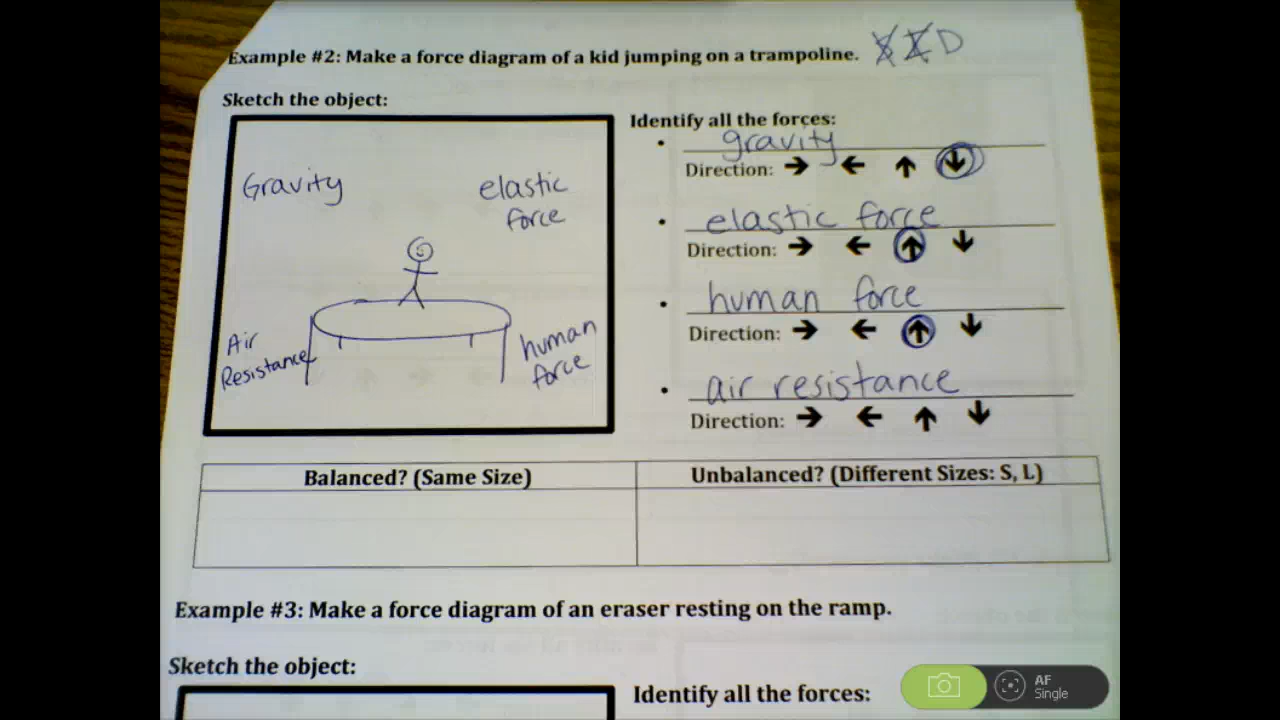 Example #2: Make a force diagram of a kid jumping on a trampoline. S I D
Sketch the object:
Gravity
elastic
force
Air
Resistance
human
force
Identify all the forces:
• gravity
Direction: → ← ↑ ↓
• elastic force
Direction: → ← ↑ ↓
• human force
Direction: → ← ↑ ↓
• air resistance
Direction: → ← ↑ ↓
Balanced? (Same Size)
Unbalanced? (Different Sizes: S, L)
Example #3: Make a force diagram of an eraser resting on the ramp.
Sketch the object:
Identify all the forces:
AF
Single